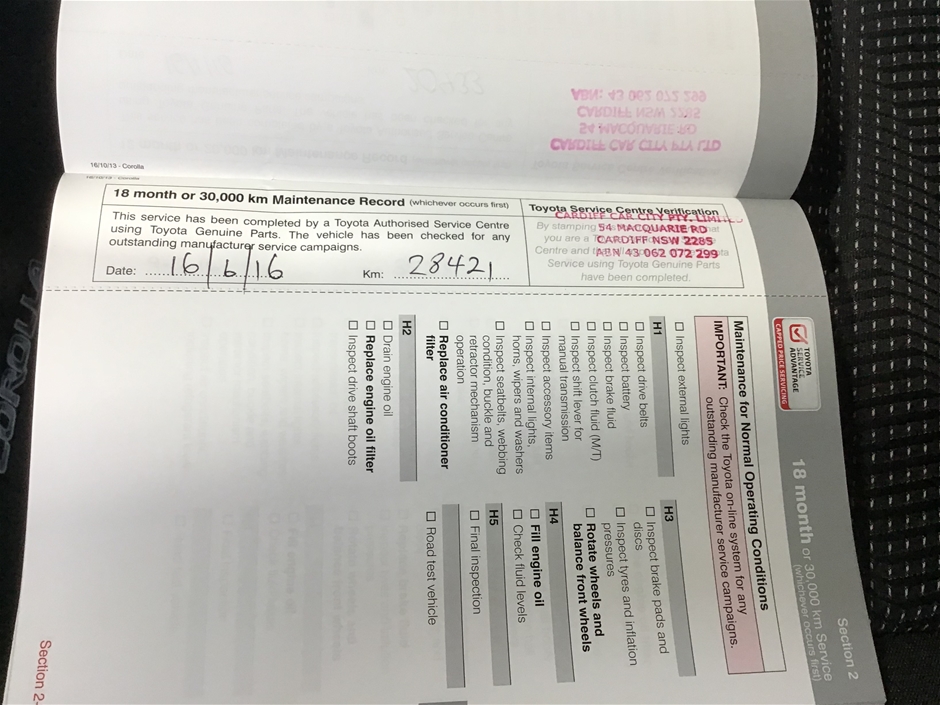 ABN: 43 062 072 299
CARDIFF NSW 2285
54 MACQUARIE RD
CARDIFF CAR CITY PTY LTD
16/10/13 - Corolla
18 month or 30,000 km Maintenance Record (whichever occurs first)
This service has been completed by a Toyota Authorised Service Centre
using Toyota Genuine Parts. The vehicle has been checked for any
outstanding manufacturer service campaigns.
Date: 16/6/16 Km: 28421
Toyota Service Centre Verification
CARDIFF CAR CITY PTY. LIMI
54 MACQUARIE RD
CARDIFF NSW 2285
ABN 43 062 072 299
By stamping
you are a
Centre and
Service using Toyota Genuine Parts
have been completed.
Section 2
18 month or 30,000 km Service
(whichever occurs first)
TOYOTA
SERVICE
ADVANTAGE
CAPPED PRICE SERVICING
Maintenance for Normal Operating Conditions
IMPORTANT: Check the Toyota on-line system for any
outstanding manufacturer service campaigns.
☐ Inspect external lights
H1
☐ Inspect drive belts
☐ Inspect battery
☐ Inspect brake fluid
☐ Inspect clutch fluid (M/T)
☐ Inspect shift lever for
manual transmission
☐ Inspect accessory items
☐ Inspect internal lights,
horns, wipers and washers
☐ Inspect seatbelts, webbing
condition, buckle and
retractor mechanism
operation
☐ Replace air conditioner
filter
H2
☐ Drain engine oil
☐ Replace engine oil filter
☐ Inspect drive shaft boots
H3
☐ Inspect brake pads and
discs
☐ Inspect tyres and inflation
pressures
☐ Rotate wheels and
balance front wheels
H4
☐ Fill engine oil
☐ Check fluid levels
H5
☐ Final inspection
☐ Road test vehicle
Section 2-
COROLLA